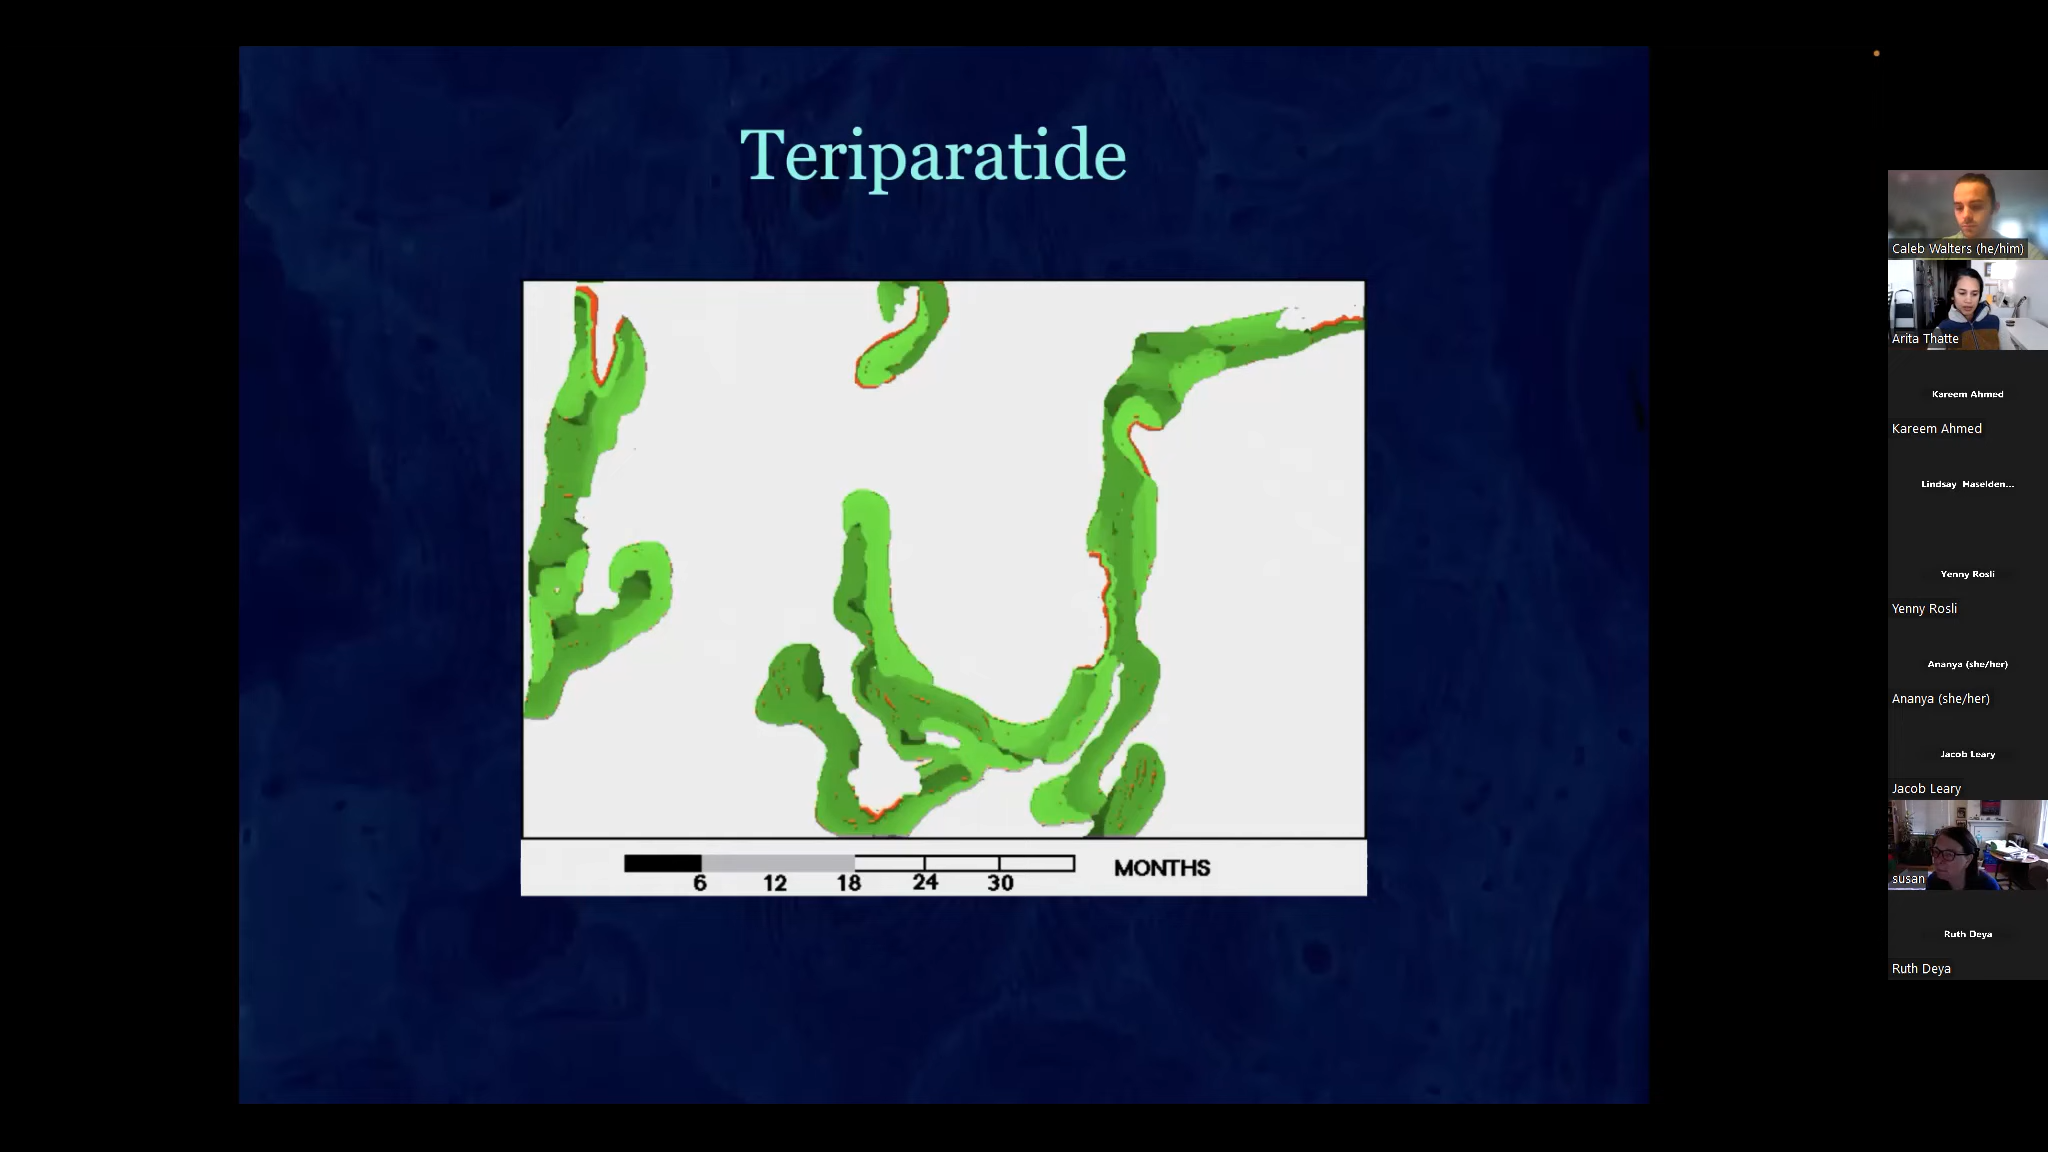 Teriparatide
6 12 18 24 30 MONTHS
Caleb Walters (he/him)
Arita Thatte
Kareem Ahmed
Kareem Ahmed
Lindsay Haselden...
Yenny Rosli
Yenny Rosli
Ananya (she/her)
Ananya (she/her)
Jacob Leary
Jacob Leary
susan
Ruth Deya
Ruth Deya